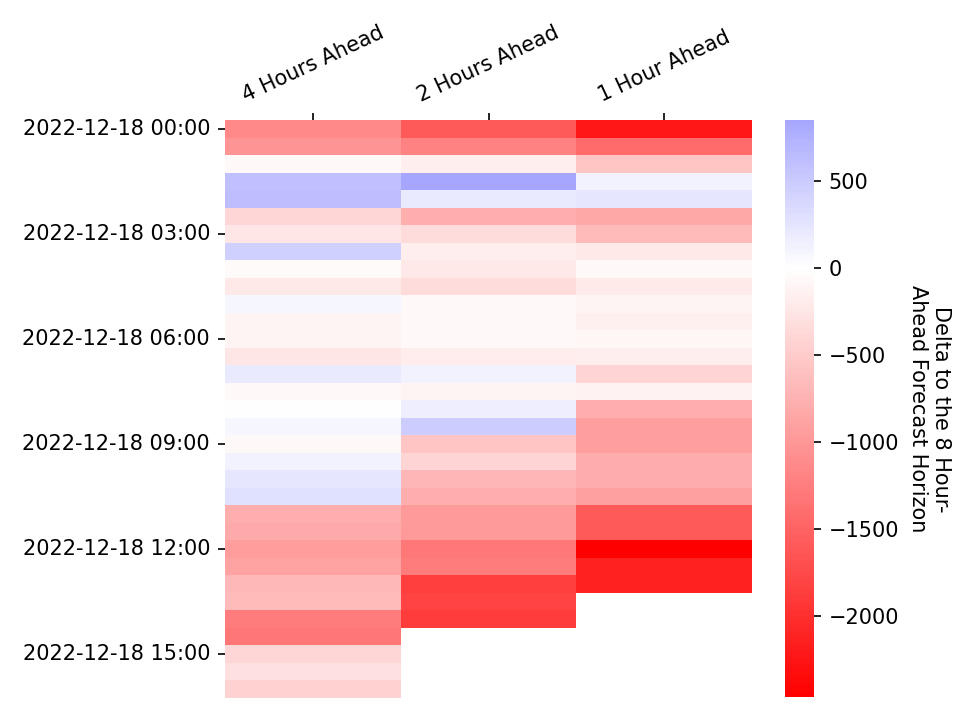 4 Hours Ahead
2 Hours Ahead
1 Hour Ahead
2022-12-18 00:00
2022-12-18 03:00
2022-12-18 06:00
2022-12-18 09:00
2022-12-18 12:00
2022-12-18 15:00
500
0
−500
−1000
−1500
−2000
Delta to the 8 Hour-
Ahead Forecast Horizon